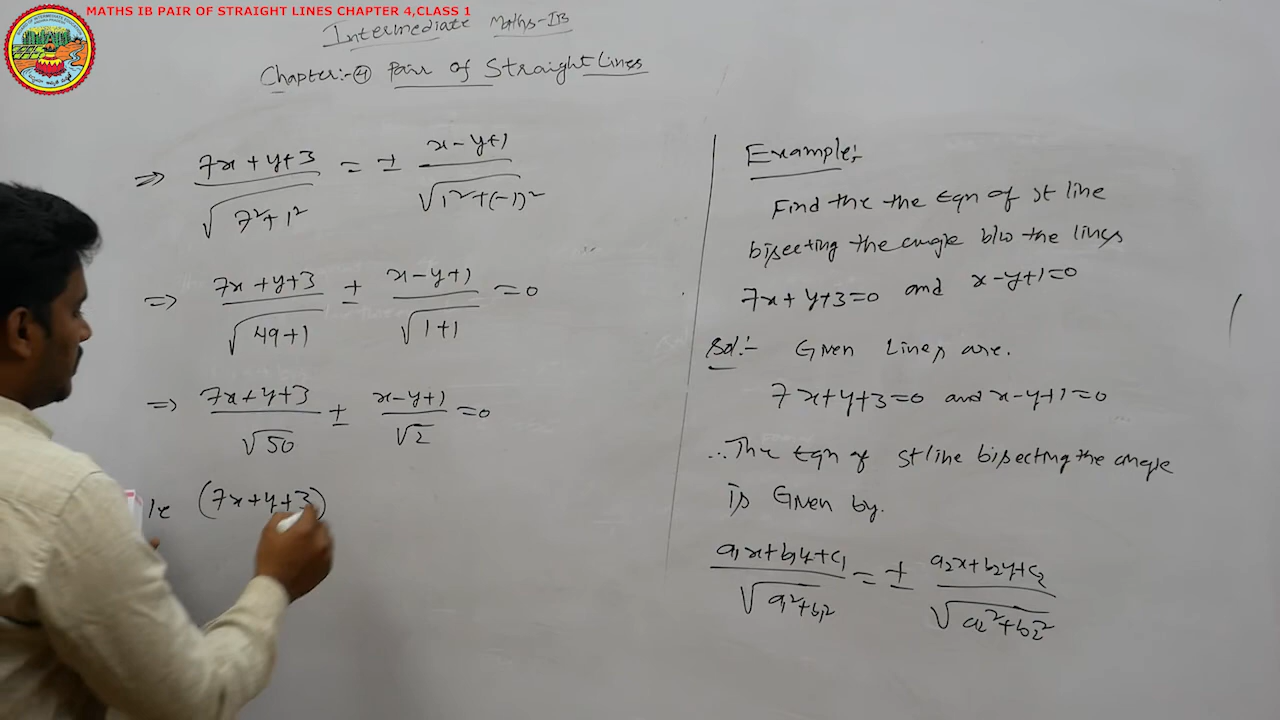 MATHS IB PAIR OF STRAIGHT LINES CHAPTER 4,CLASS 1
Intermediate Maths-IB
Chapter:-4 Pair of Straight Lines
⇒ 7x+y+3/√7²+1² = ± x-y+1/√1²+(-1)²
⇒ 7x+y+3/√49+1 ± x-y+1/√1+1 =0
⇒ 7x+y+3/√50 ± x-y+1/√2 =0
ie (7x+y+3)
Example:
Find the the Eqn of st line
bisecting the angle b/w the lines
7x+y+3=0 and x-y+1=0
Sol:- Given Lines are.
7x+y+3=0 and x-y+1=0
∴ The Eqn of st line bisecting the angle
is Given by.
a₁x+b₁y+c₁/√a₁²+b₁² = ± a₂x+b₂y+c₂/√a₂²+b₂²